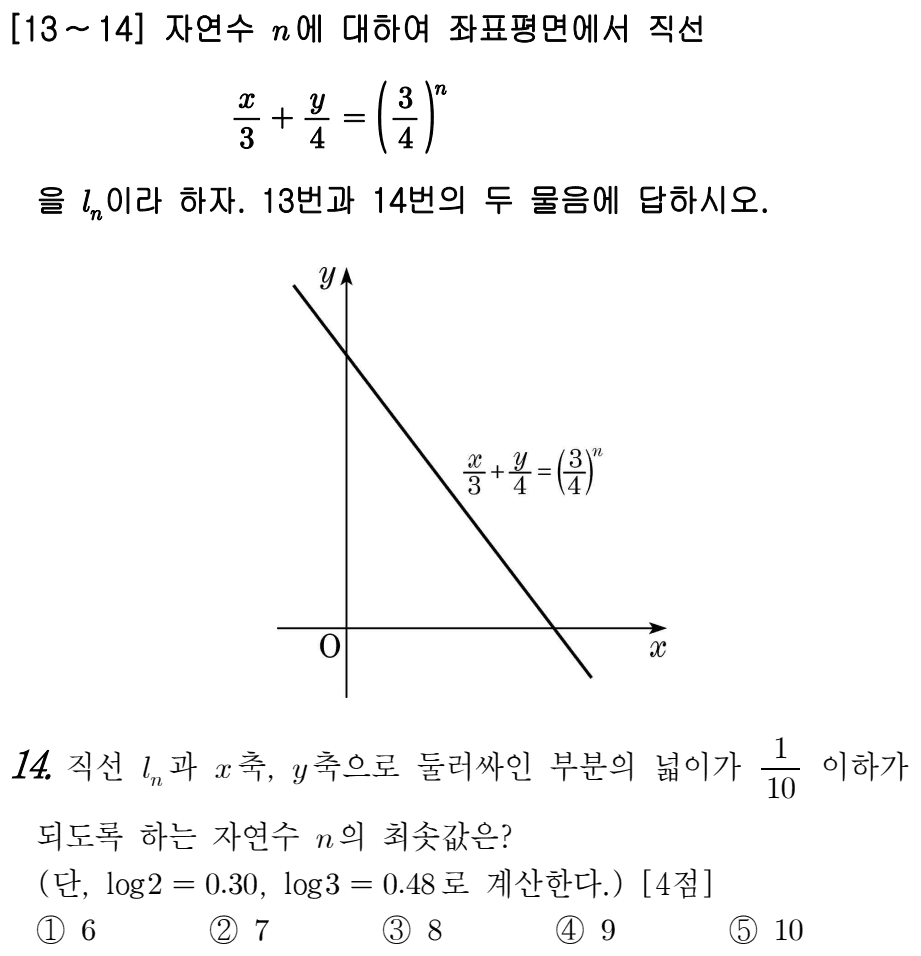 [13～14] 자연수 n에 대하여 좌표평면에서 직선
x/3 + y/4 = (3/4)^n
을 l_n이라 하자. 13번과 14번의 두 물음에 답하시오.
y
x/3 + y/4 = (3/4)^n
O
x
14. 직선 l_n과 x축, y축으로 둘러싸인 부분의 넓이가 1/10 이하가
되도록 하는 자연수 n의 최솟값은?
(단, log2 = 0.30, log3 = 0.48로 계산한다.) [4점]
① 6 ② 7 ③ 8 ④ 9 ⑤ 10